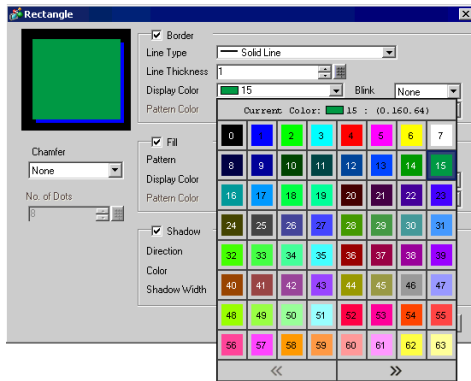 Rectangle
Border
Line Type Solid Line
Line Thickness 1
Display Color 15 Blink None
Pattern Color
Current Color: 15 : (0.160.64)
0 1 2 3 4 5 6 7
Fill
Chamfer
None
Pattern
Display Color
Pattern Color
No. of Dots
8
Shadow
Direction
Color
Shadow Width
8 9 10 11 12 13 14 15
16 17 18 19 20 21 22 23
24 25 26 27 28 29 30 31
32 33 34 35 36 37 38 39
40 41 42 43 44 45 46 47
48 49 50 51 52 53 54 55
56 57 58 59 60 61 62 63
<< >>